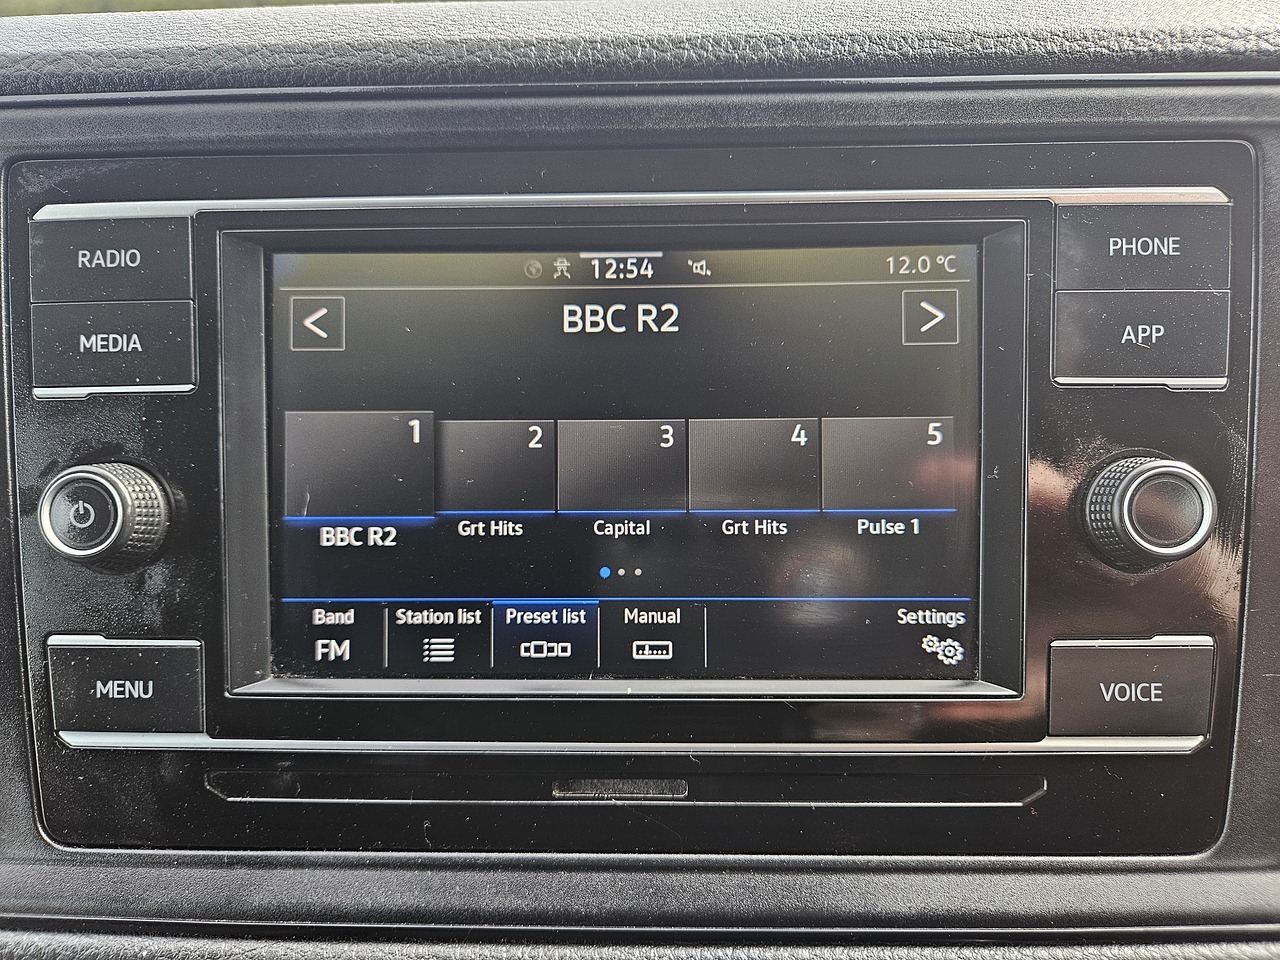 RADIO
MEDIA
MENU
12:54
12.0 °C
<
BBC R2
>
1
2
3
4
5
BBC R2
Grt Hits
Capital
Grt Hits
Pulse 1
Band
FM
Station list
Preset list
Manual
Settings
PHONE
APP
VOICE